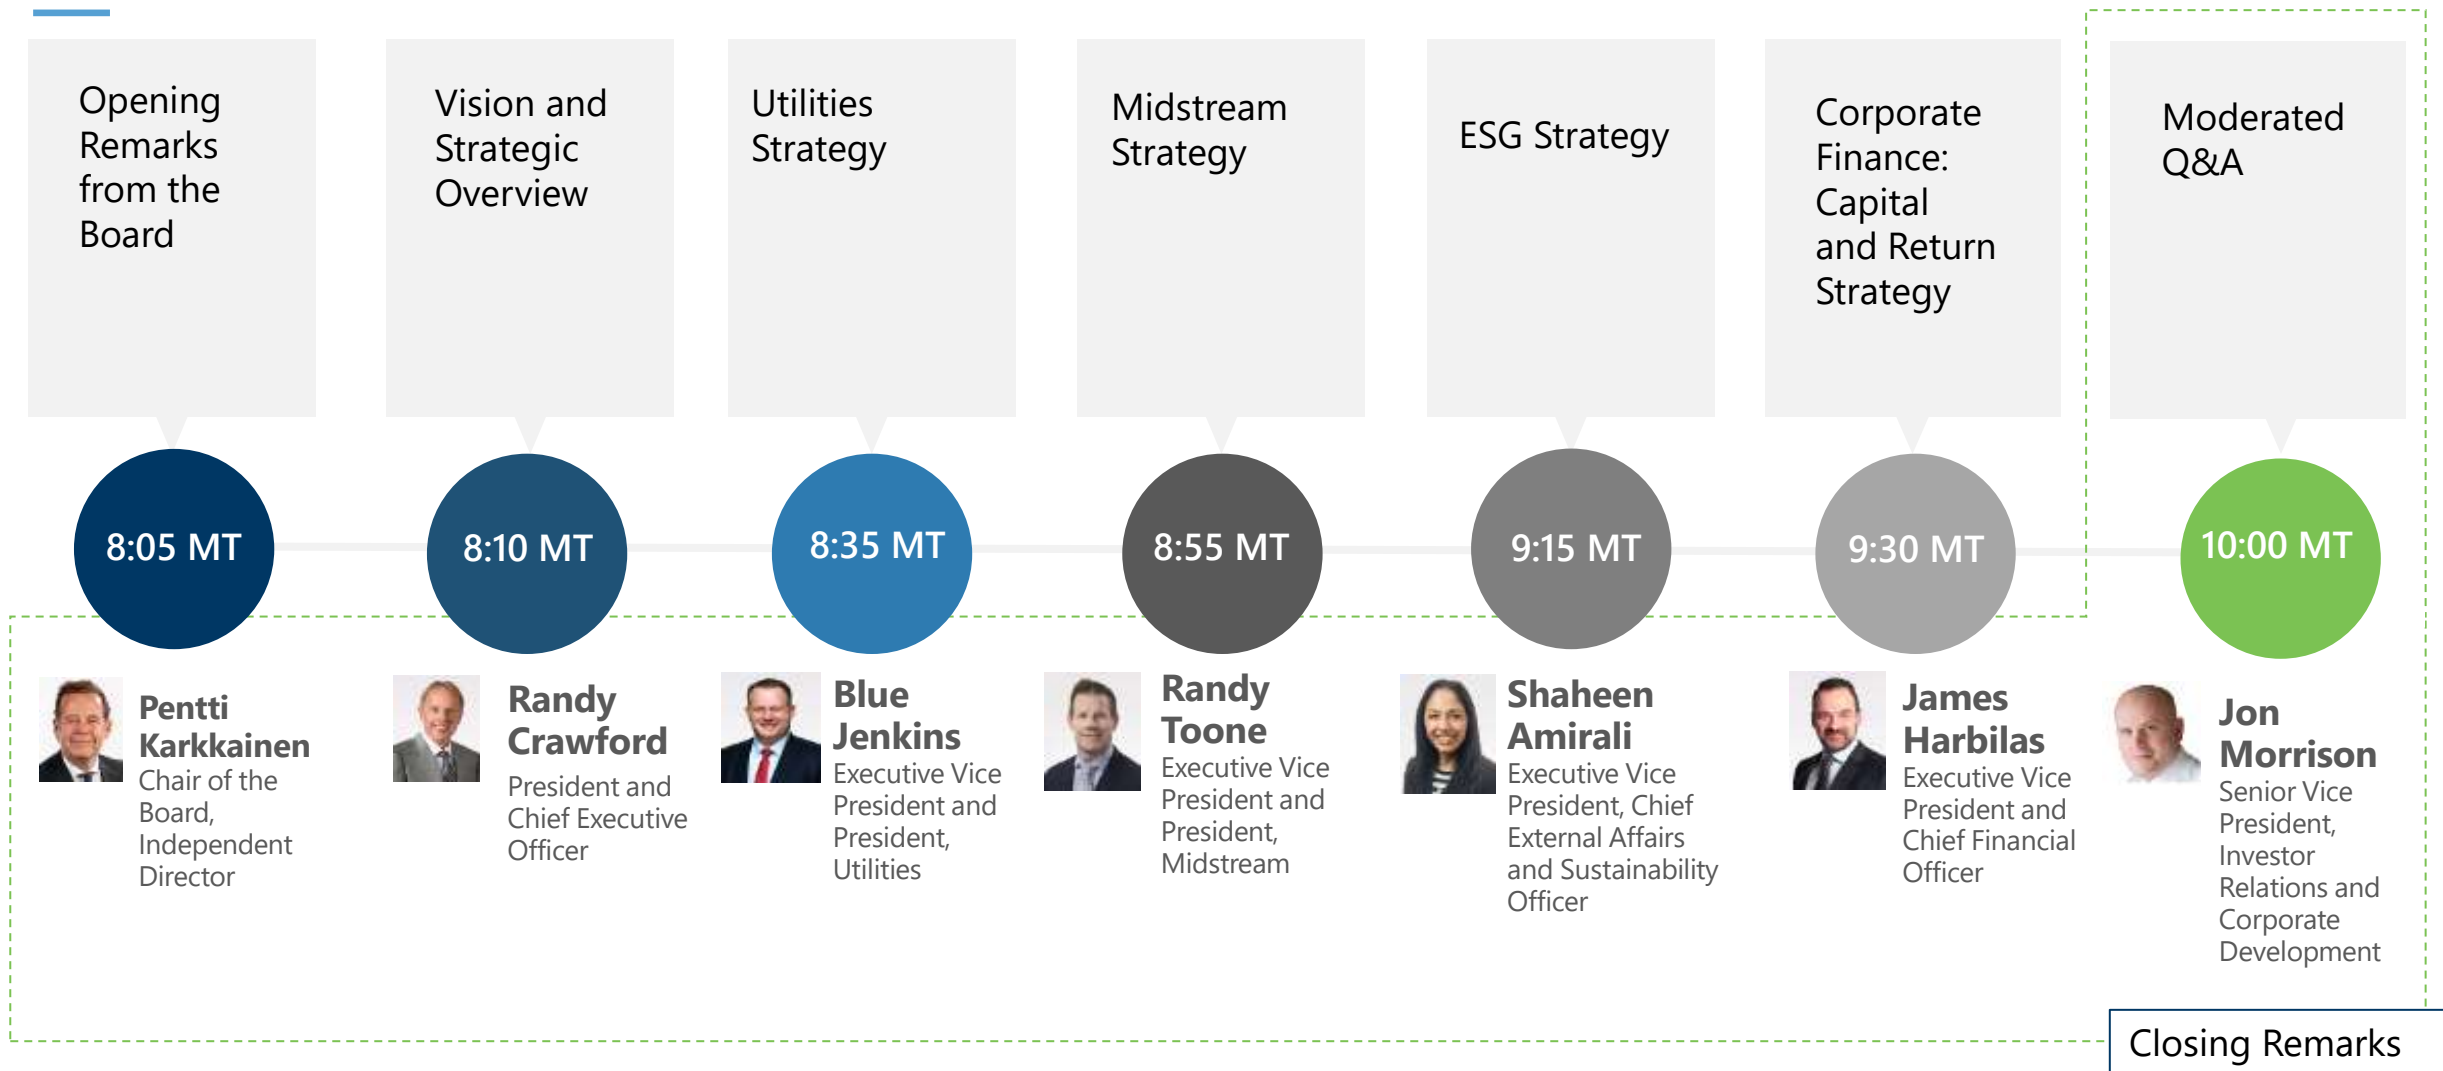 Opening
Remarks
from the
Board
Vision and
Strategic
Overview
Utilities
Strategy
Midstream
Strategy
ESG Strategy
Corporate
Finance:
Capital
and Return
Strategy
Moderated
Q&A
8:05 MT
8:10 MT
8:35 MT
8:55 MT
9:15 MT
9:30 MT
10:00 MT
Pentti
Karkkainen
Chair of the
Board,
Independent
Director
Randy
Crawford
President and
Chief Executive
Officer
Blue
Jenkins
Executive Vice
President and
President,
Utilities
Randy
Toone
Executive Vice
President and
President,
Midstream
Shaheen
Amirali
Executive Vice
President, Chief
External Affairs
and Sustainability
Officer
James
Harbilas
Executive Vice
President and
Chief Financial
Officer
Jon
Morrison
Senior Vice
President,
Investor
Relations and
Corporate
Development
Closing Remarks